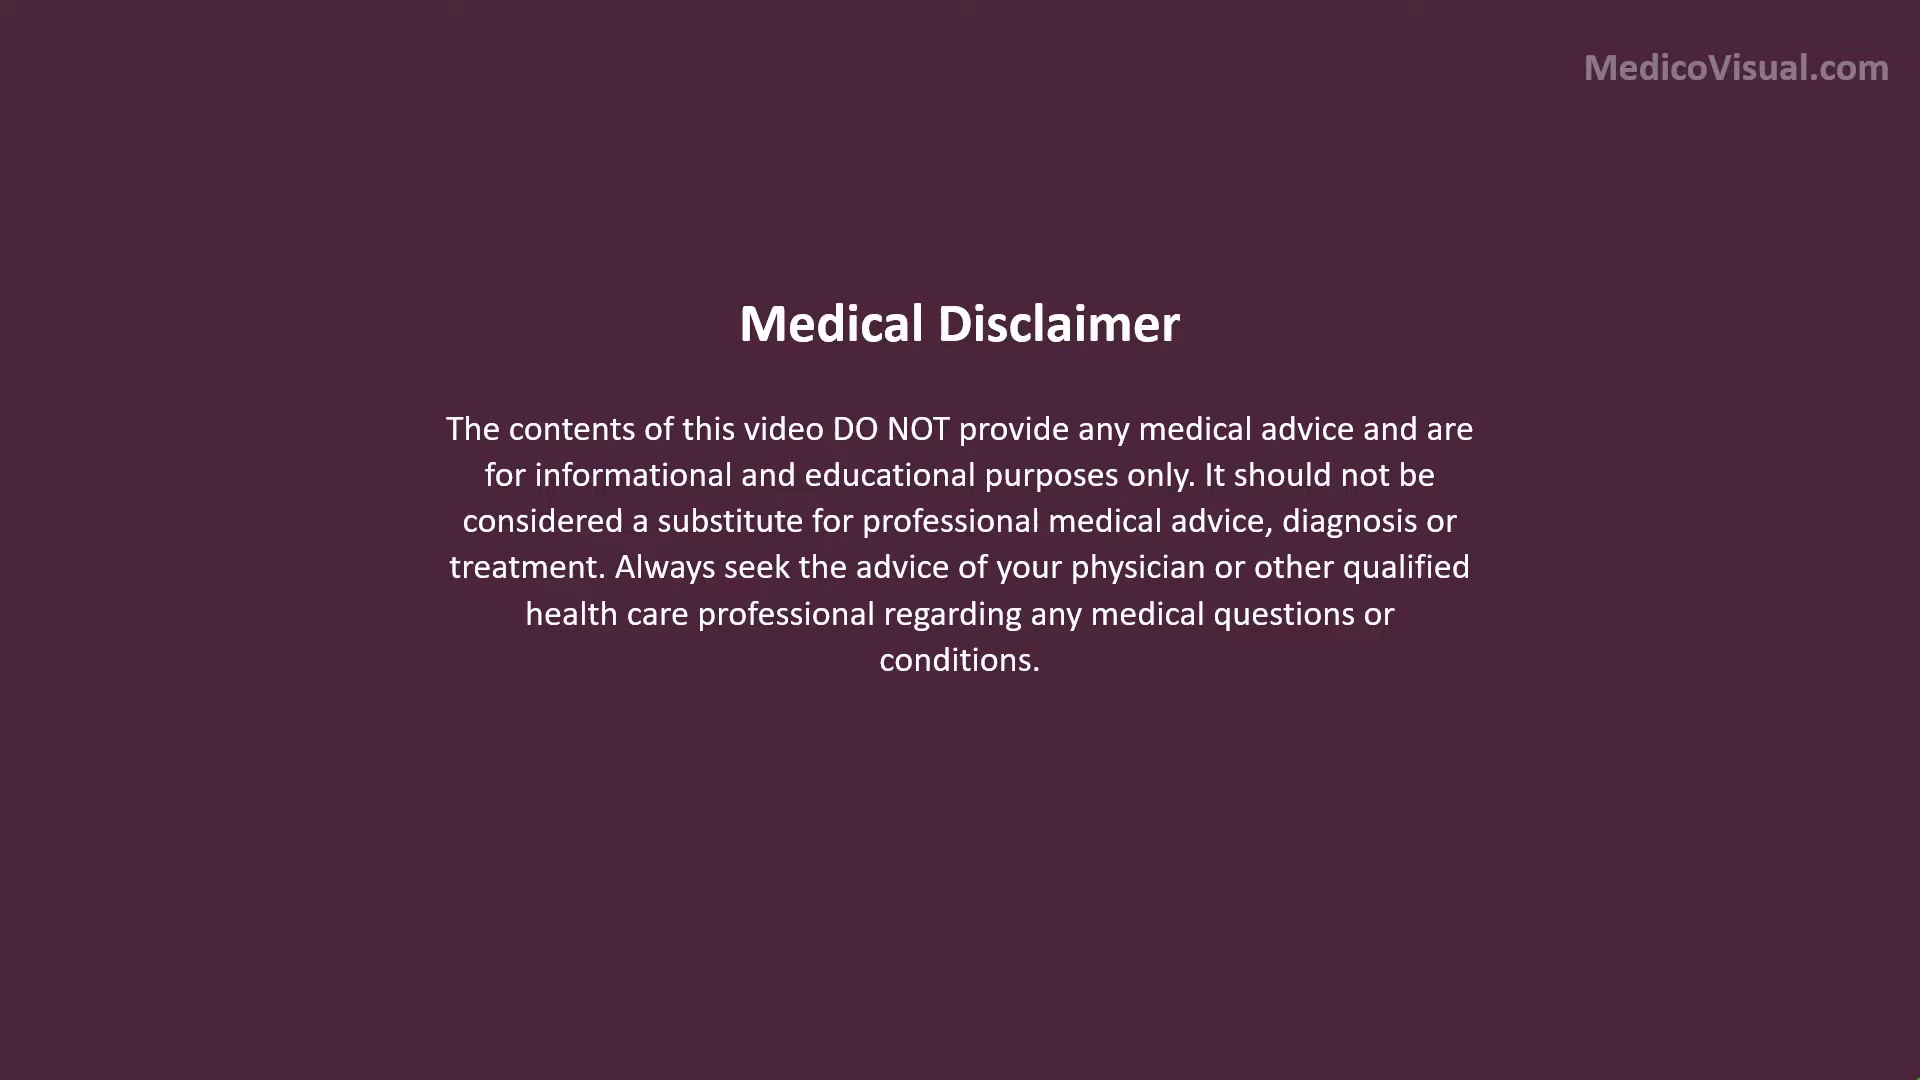 MedicoVisual.com
Medical Disclaimer
The contents of this video DO NOT provide any medical advice and are
for informational and educational purposes only. It should not be
considered a substitute for professional medical advice, diagnosis or
treatment. Always seek the advice of your physician or other qualified
health care professional regarding any medical questions or
conditions.